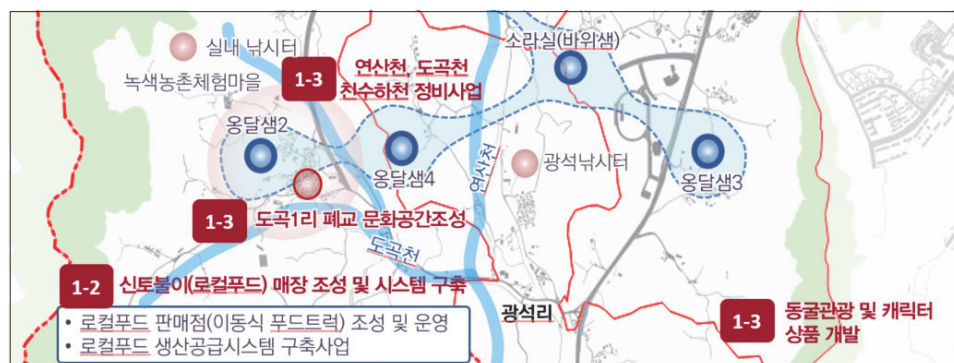 실내 낚시터
녹색농촌체험마을
소라실(바위샘)
1-3 연산천, 도곡천
친수하천 정비사업
옹달샘2
옹달샘4
연산천
광석낚시터
옹달샘3
1-3 도곡1리 폐교 문화공간조성
도곡천
1-2 신토불이(로컬푸드) 매장 조성 및 시스템 구축
• 로컬푸드 판매점(이동식 푸드트럭) 조성 및 운영
• 로컬푸드 생산공급시스템 구축사업
광석리
1-3 동굴관광 및 캐릭터
상품 개발